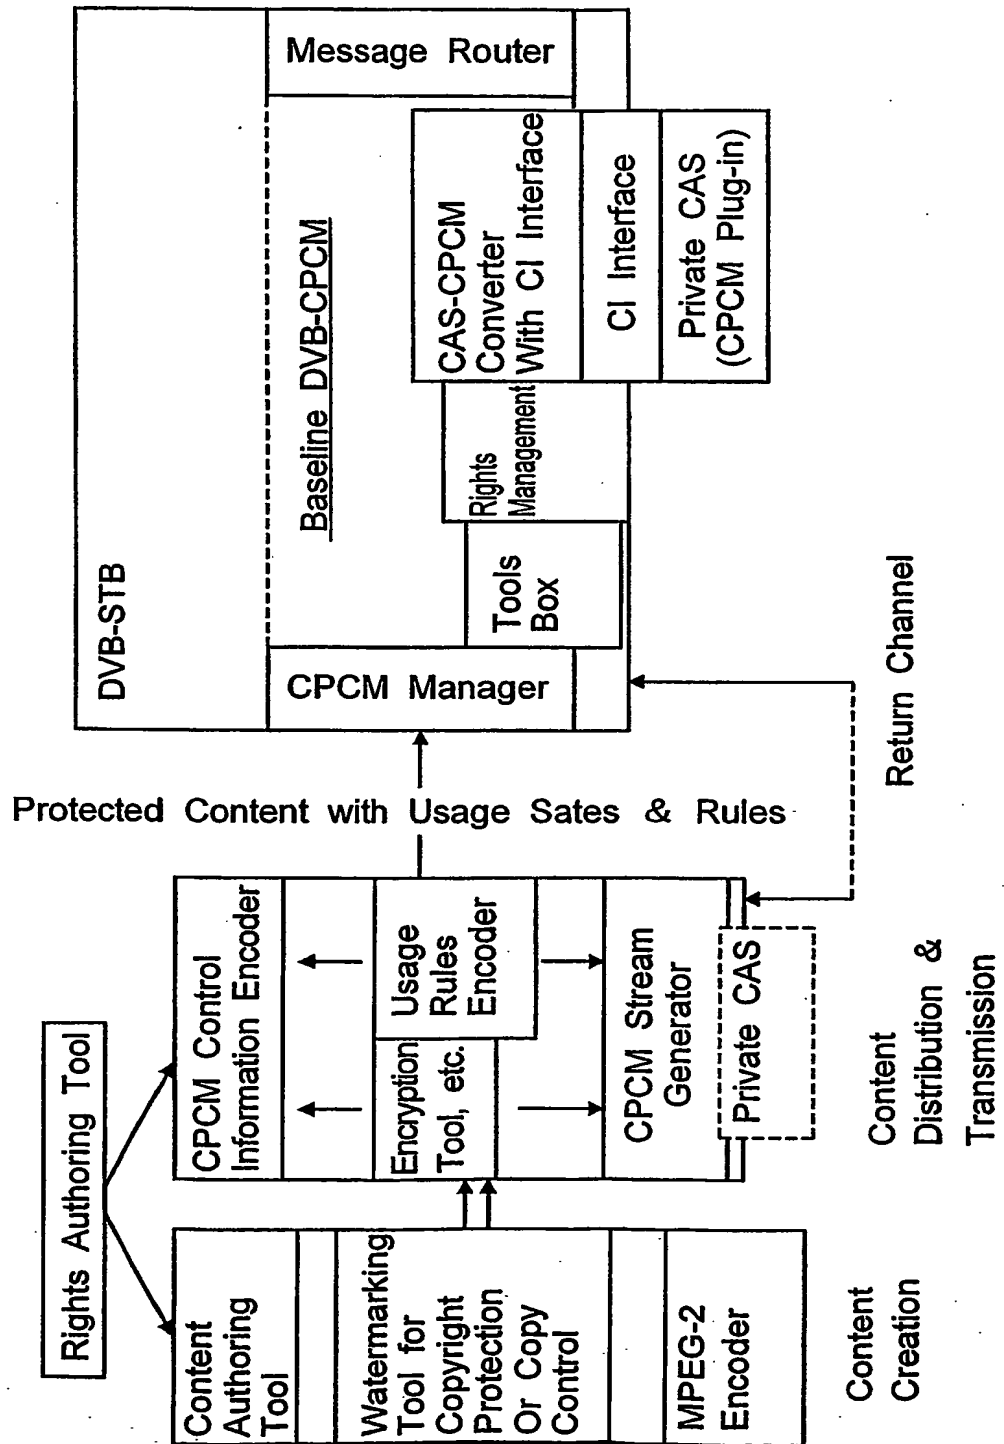 Rights Authoring Tool
Content
Authoring
Tool
Watermarking
Tool for
Copyright
Protection
Or Copy
Control
MPEG-2
Encoder
Content
Creation
CPCM Control
Information Encoder
Encryption
Tool, etc.
Usage
Rules
Encoder
CPCM Stream
Generator
Private CAS
Content
Distribution &
Transmission
Protected Content with Usage Sates & Rules
Return Channel
DVB-STB
Baseline DVB-CPCM
CPCM Manager
Tools
Box
Rights
Management
CAS-CPCM
Converter
With CI Interface
CI Interface
Private CAS
(CPCM Plug-in)
Message Router